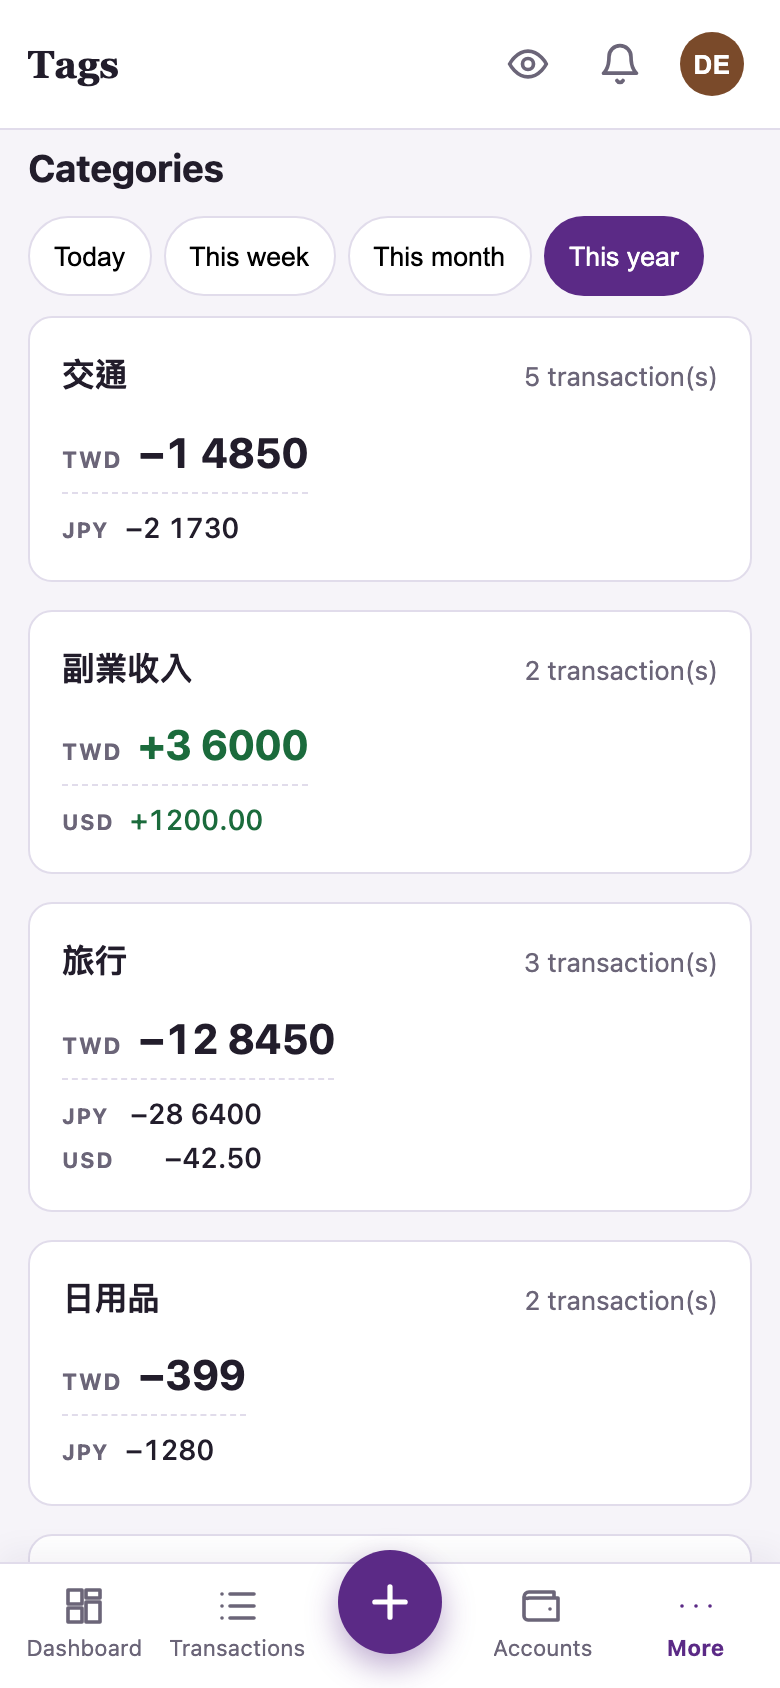 Tags
DE
Categories
Today
This week
This month
This year
交通
5 transaction(s)
TWD −1 4850
JPY −2 1730
副業收入
2 transaction(s)
TWD +3 6000
USD +1200.00
旅行
3 transaction(s)
TWD −12 8450
JPY −28 6400
USD −42.50
日用品
2 transaction(s)
TWD −399
JPY −1280
Dashboard
Transactions
Accounts
More